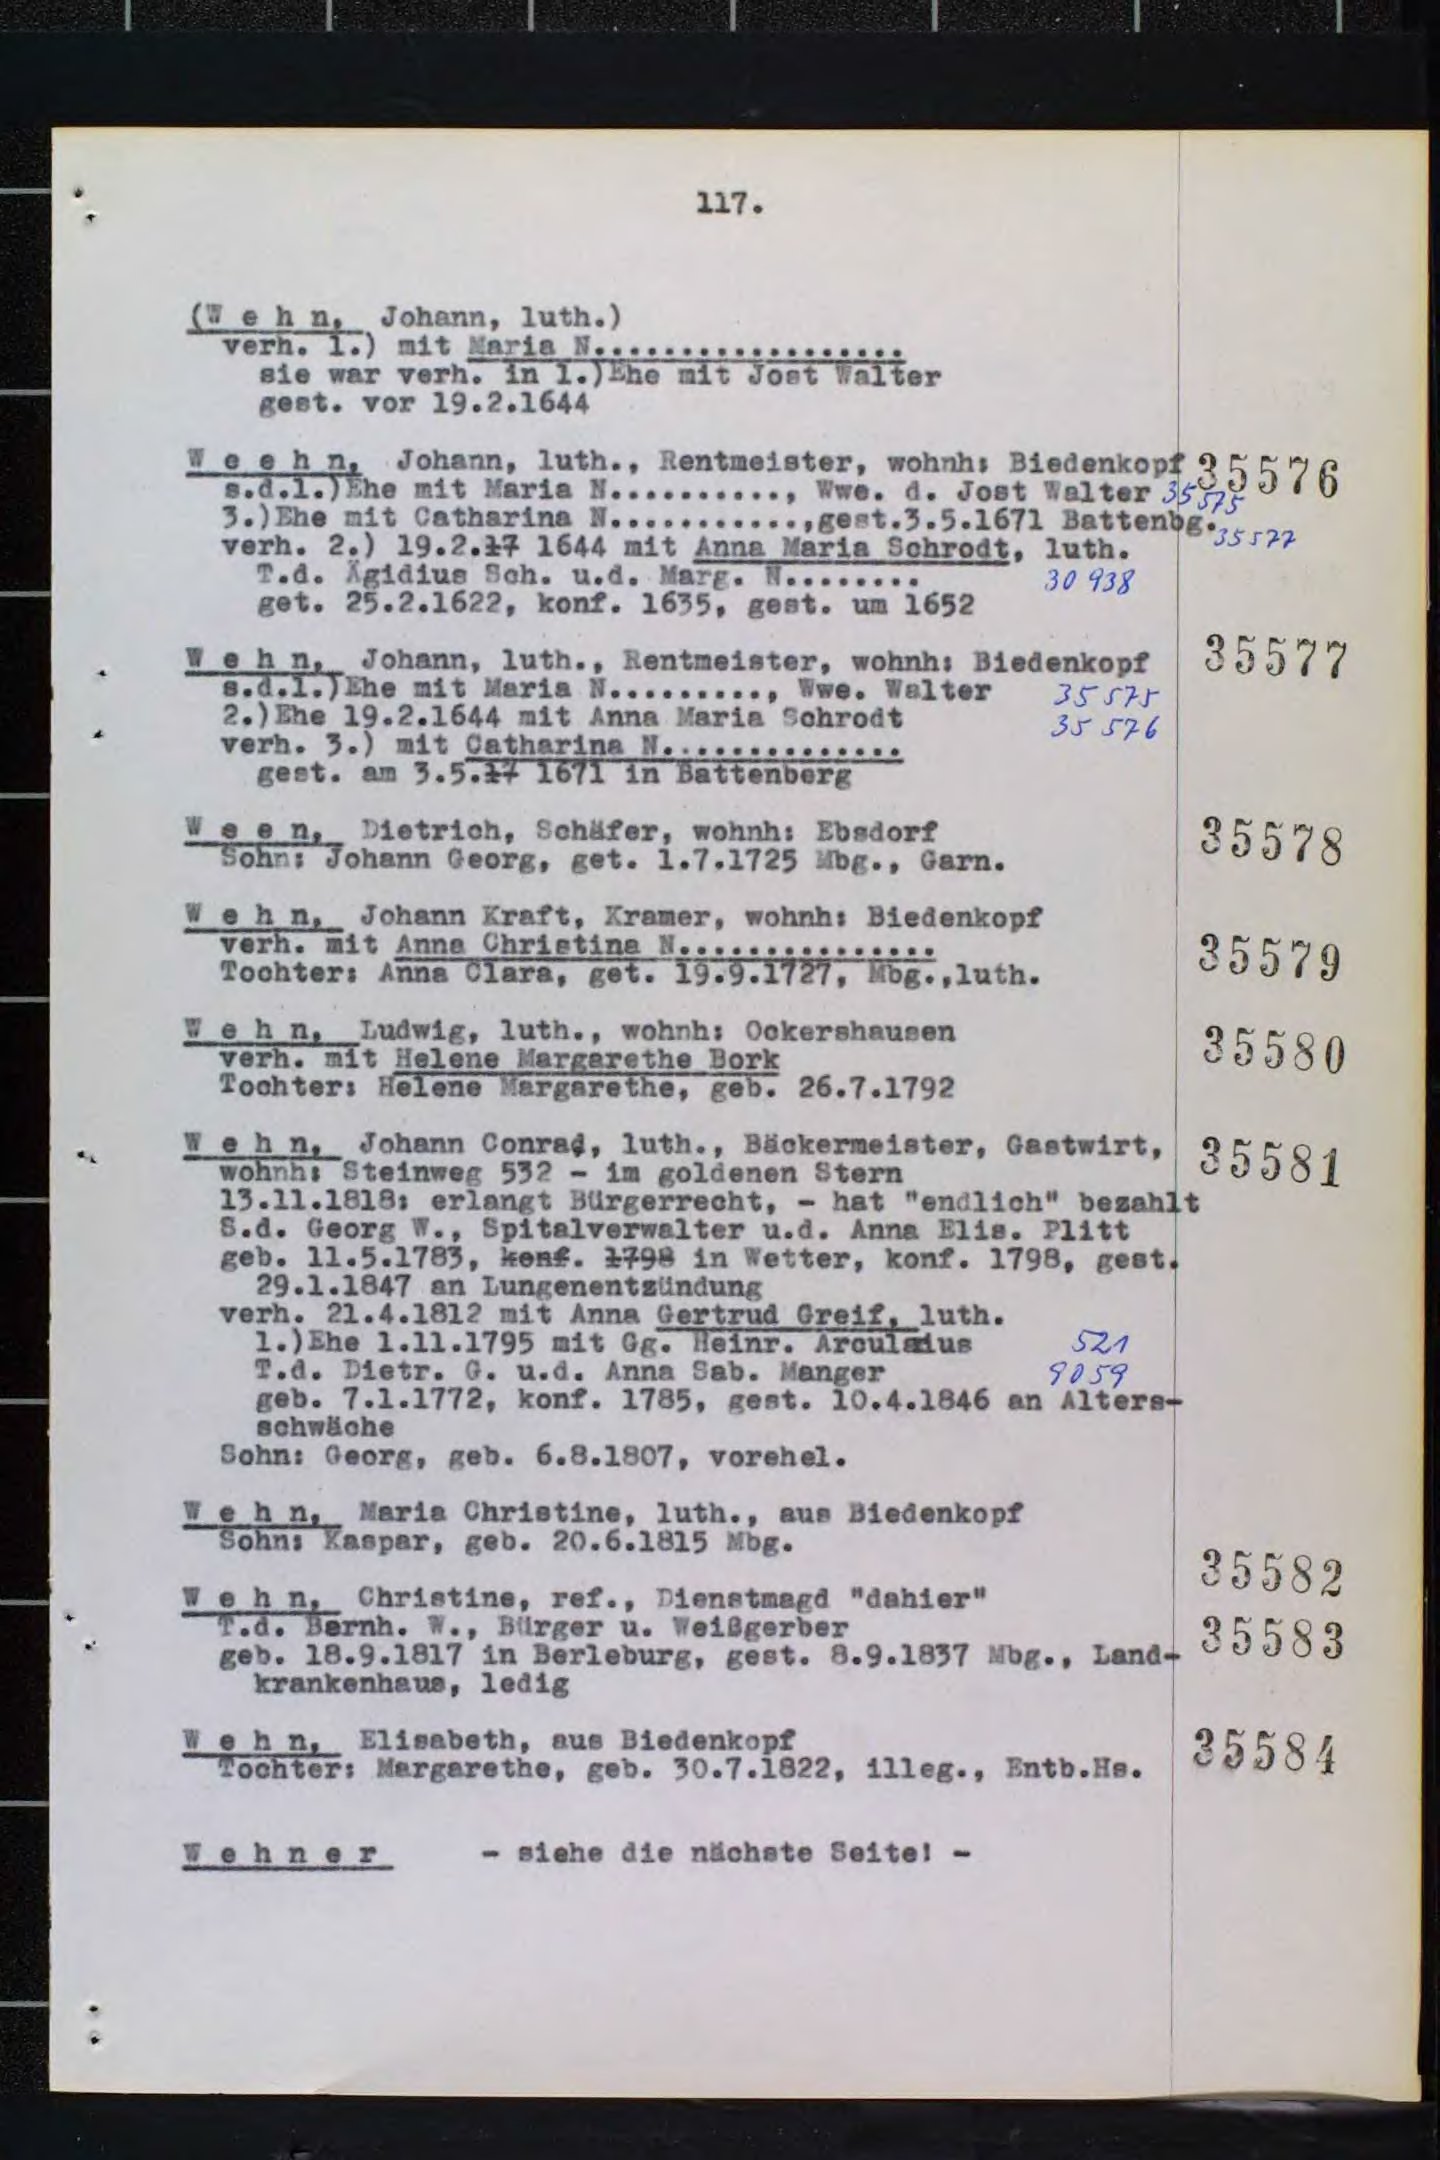 117.
(W e h n, Johann, luth.)
verh. 1.) mit Maria N..................
sie war verh. in 1.)Ehe mit Jost Walter
gest. vor 19.2.1644
W e e h n, Johann, luth., Rentmeister, wohnh: Biedenkopf 35576
s.d.1.)Ehe mit Maria N.........., Wwe. d. Jost Walter 35575
3.)Ehe mit Catharina N...........,gest.3.5.1671 Battenbg. 35577
verh. 2.) 19.2.17 1644 mit Anna Maria Schrodt, luth.
T.d. Ägidius Sch. u.d. Marg. N........ 30938
get. 25.2.1622, konf. 1635, gest. um 1652
W e h n, Johann, luth., Rentmeister, wohnh: Biedenkopf 35577
s.d.1.)Ehe mit Maria N........., Wwe. Walter 35575
2.)Ehe 19.2.1644 mit Anna Maria Schrodt 35576
verh. 3.) mit Catharina N..............
gest. am 3.5.17 1671 in Battenberg
W e e n, Dietrich, Schäfer, wohnh: Ebsdorf 35578
Sohn: Johann Georg, get. 1.7.1725 Mbg., Garn.
W e h n, Johann Kraft, Kramer, wohnh: Biedenkopf
verh. mit Anna Christina N............... 35579
Tochter: Anna Clara, get. 19.9.1727, Mbg.,luth.
W e h n, Ludwig, luth., wohnh: Ockershausen 35580
verh. mit Helene Margarethe Bork
Tochter: Helene Margarethe, geb. 26.7.1792
W e h n, Johann Conrad, luth., Bäckermeister, Gastwirt, 35581
wohnh: Steinweg 532 - im goldenen Stern
13.11.1818: erlangt Bürgerrecht, - hat "endlich" bezahlt
S.d. Georg W., Spitalverwalter u.d. Anna Elis. Plitt
geb. 11.5.1783, konf. 1798 in Wetter, konf. 1798, gest.
29.1.1847 an Lungenentzündung
verh. 21.4.1812 mit Anna Gertrud Greif, luth.
1.)Ehe 1.11.1795 mit Gg. Heinr. Arcularius 521
T.d. Dietr. G. u.d. Anna Sab. Manger 9059
geb. 7.1.1772, konf. 1785, gest. 10.4.1846 an Alters-
schwäche
Sohn: Georg, geb. 6.8.1807, vorehel.
W e h n, Maria Christine, luth., aus Biedenkopf
Sohn: Kaspar, geb. 20.6.1815 Mbg.
35582
W e h n, Christine, ref., Dienstmagd "dahier"
T.d. Bernh. W., Bürger u. Weißgerber 35583
geb. 18.9.1817 in Berleburg, gest. 8.9.1837 Mbg., Land-
krankenhaus, ledig
W e h n, Elisabeth, aus Biedenkopf 35584
Tochter: Margarethe, geb. 30.7.1822, illeg., Entb.Hs.
W e h n e r - siehe die nächste Seite! -